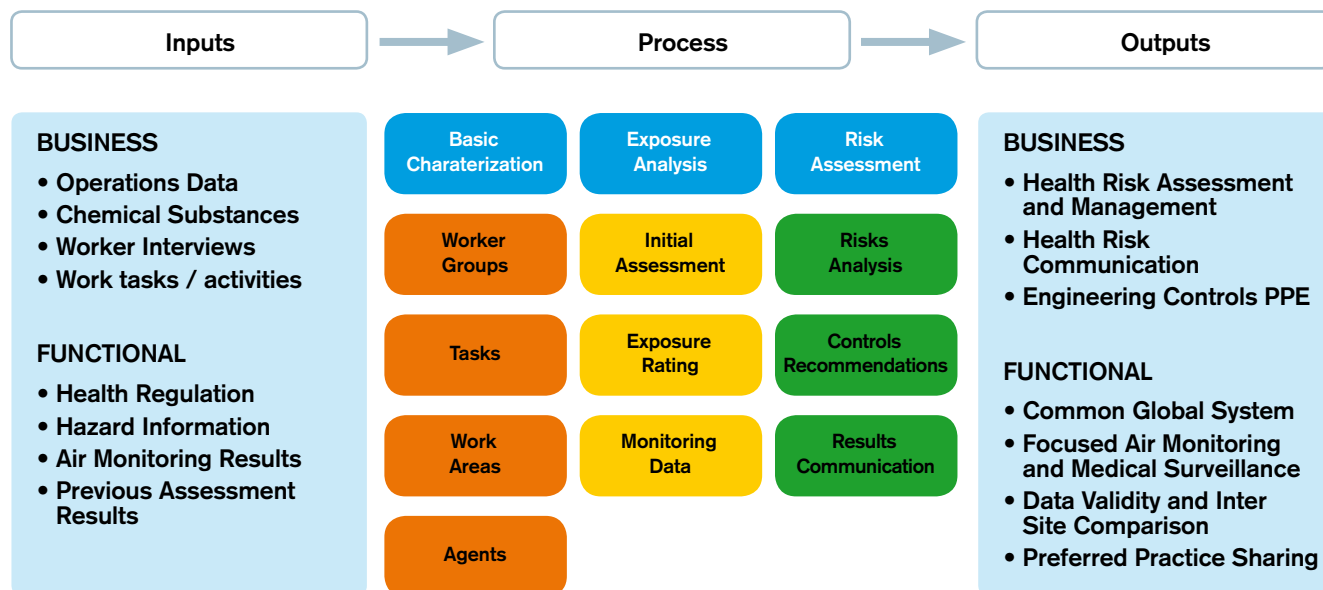 Inputs
Process
Outputs
BUSINESS
• Operations Data
• Chemical Substances
• Worker Interviews
• Work tasks / activities
FUNCTIONAL
• Health Regulation
• Hazard Information
• Air Monitoring Results
• Previous Assessment
Results
Basic
Charaterization
Worker
Groups
Tasks
Work
Areas
Agents
Exposure
Analysis
Initial
Assessment
Exposure
Rating
Monitoring
Data
Risk
Assessment
Risks
Analysis
Controls
Recommendations
Results
Communication
BUSINESS
• Health Risk Assessment
and Management
• Health Risk
Communication
• Engineering Controls PPE
FUNCTIONAL
• Common Global System
• Focused Air Monitoring
and Medical Surveillance
• Data Validity and Inter
Site Comparison
• Preferred Practice Sharing